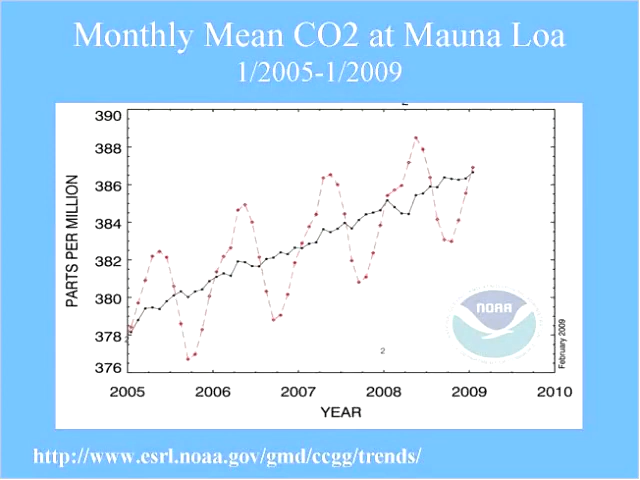 Monthly Mean CO2 at Mauna Loa
1/2005-1/2009
2
390
388
386
384
382
380
378
376
PARTS PER MILLION
NOAA
2
February 2009
2005 2006 2007 2008 2009 2010
YEAR
http://www.esrl.noaa.gov/gmd/ccgg/trends/